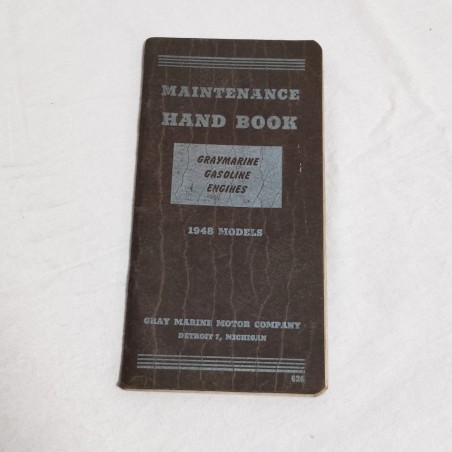 MAINTENANCE
HAND BOOK
GRAYMARINE
GASOLINE
ENGINES
1948 MODELS
GRAY MARINE MOTOR COMPANY
DETROIT 7, MICHIGAN
626